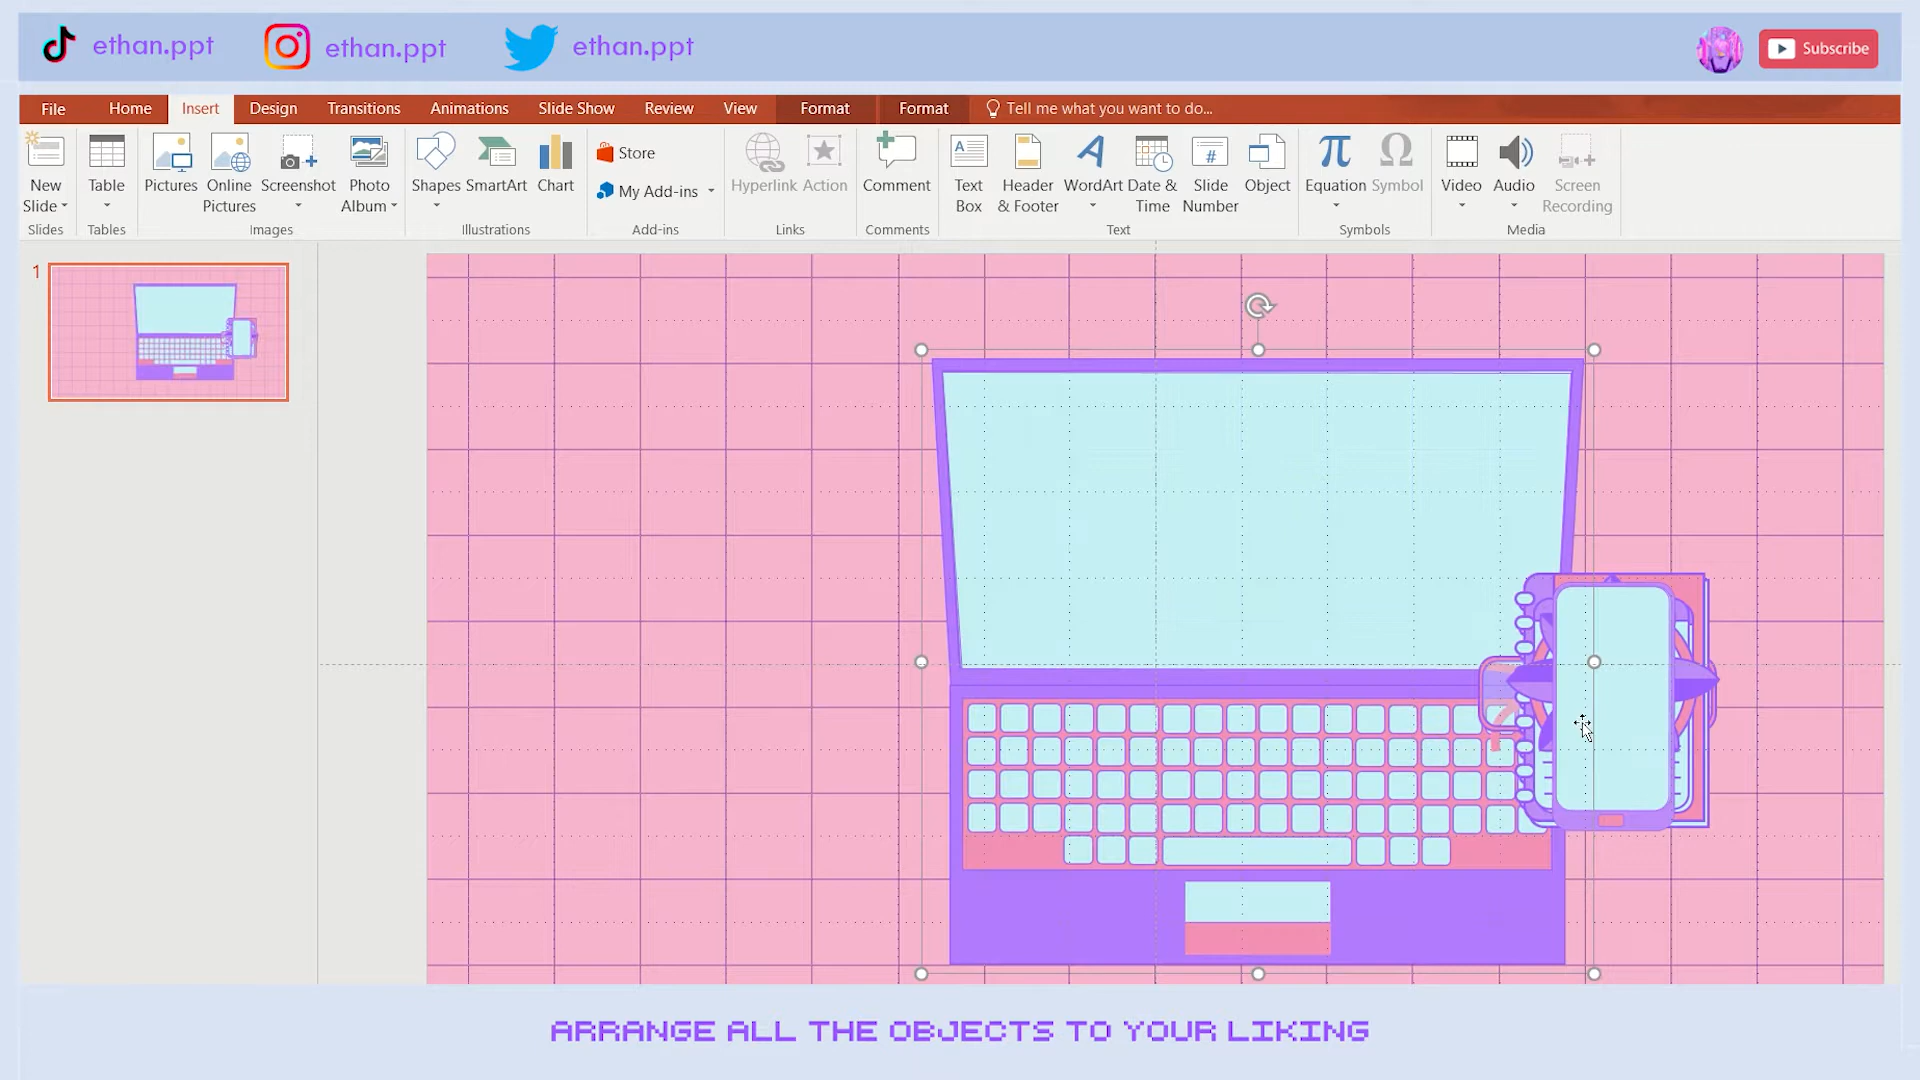 ethan.ppt
ethan.ppt
ethan.ppt
Subscribe
File Home Insert Design Transitions Animations Slide Show Review View Format Format Tell me what you want to do...
New Slide
Table
Pictures
Online Pictures
Screenshot
Photo Album
Shapes
SmartArt
Chart
Store
My Add-ins
Hyperlink
Action
Comment
Text Box
Header & Footer
WordArt
Date & Time
# Slide Number
Object
Equation
Symbol
Video
Audio
Screen Recording
Slides Tables Images Illustrations Add-ins Links Comments Text Symbols Media
1
ARRANGE ALL THE OBJECTS TO YOUR LIKING